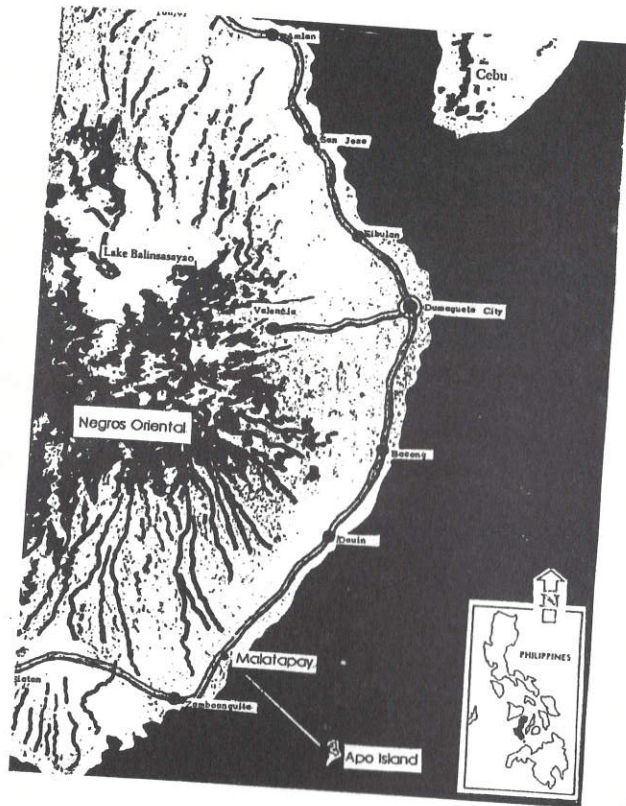 Amlan
Cebu
San Jose
Sibulan
Lake Balinsasayao
Valencia
Dumaguete City
Negros Oriental
Bacong
Dauin
N
PHILIPPINES
Malatapay
Siaton
Zamboanguita
Apo Island